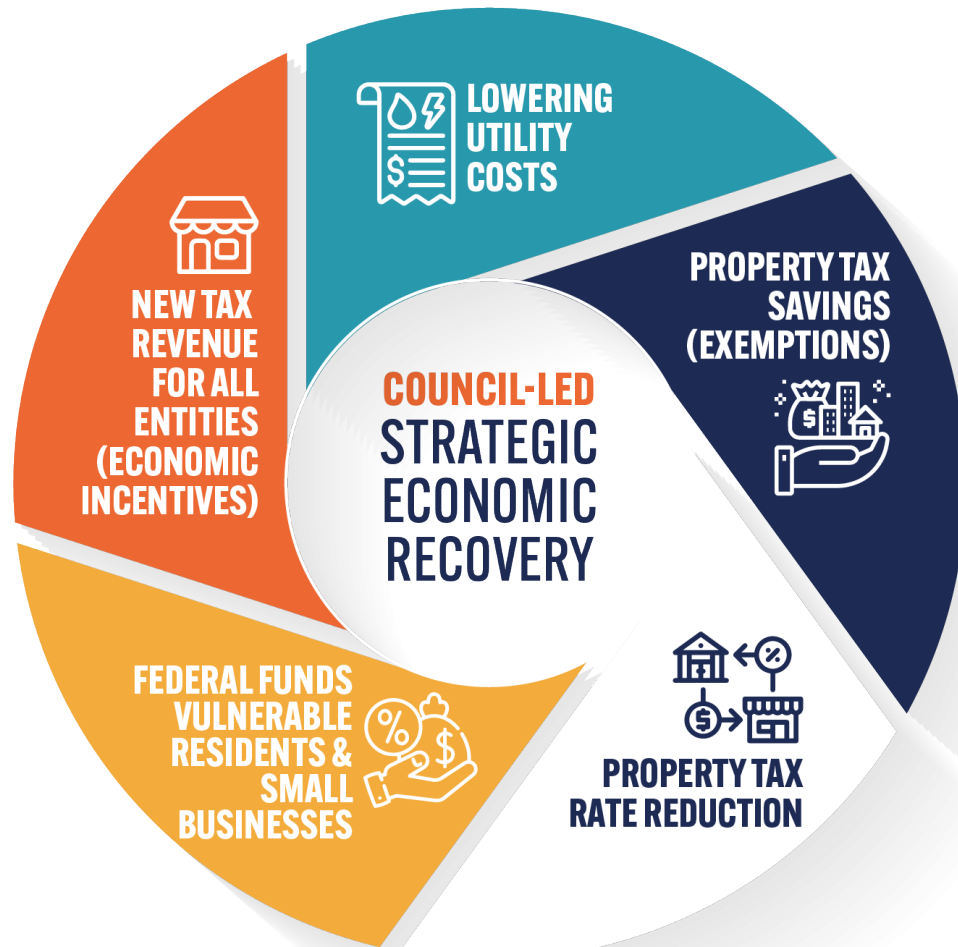 LOWERING
UTILITY
COSTS
PROPERTY TAX
SAVINGS
(EXEMPTIONS)
$
NEW TAX
REVENUE
FOR ALL
ENTITIES
(ECONOMIC
INCENTIVES)
COUNCIL-LED
STRATEGIC
ECONOMIC
RECOVERY
FEDERAL FUNDS
VULNERABLE
RESIDENTS &
SMALL
BUSINESSES
%
$
%
$
PROPERTY TAX
RATE REDUCTION
$